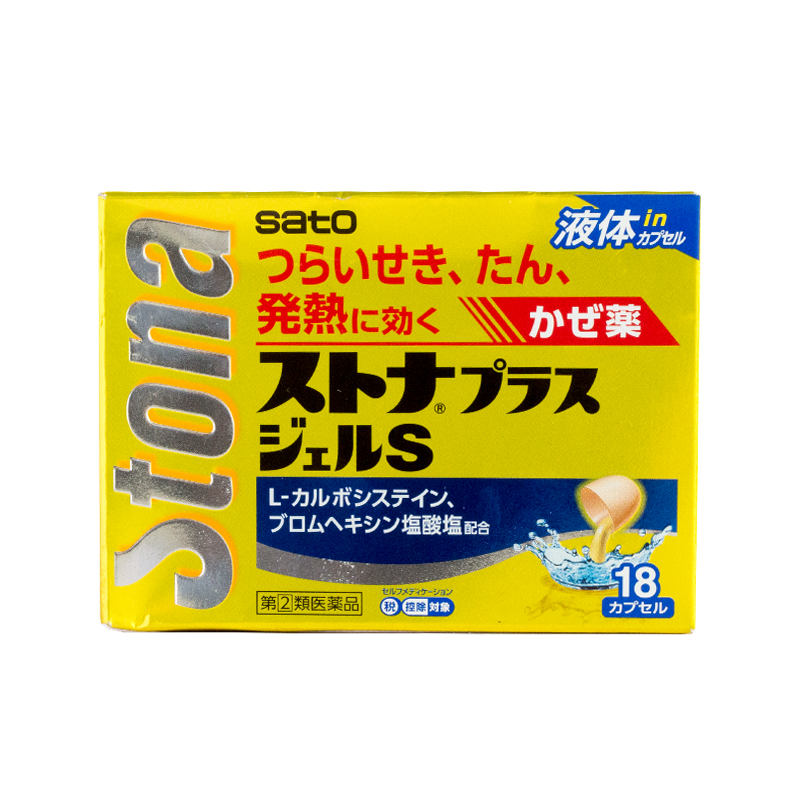 Stona
sato
液体inカプセル
つらいせき、たん、
発熱に効く
かぜ薬
ストナ®プラス
ジェルS
L-カルボシステイン、
ブロムヘキシン塩酸塩配合
指②類医薬品
セルフメディケーション
税 控除 対象
18
カプセル